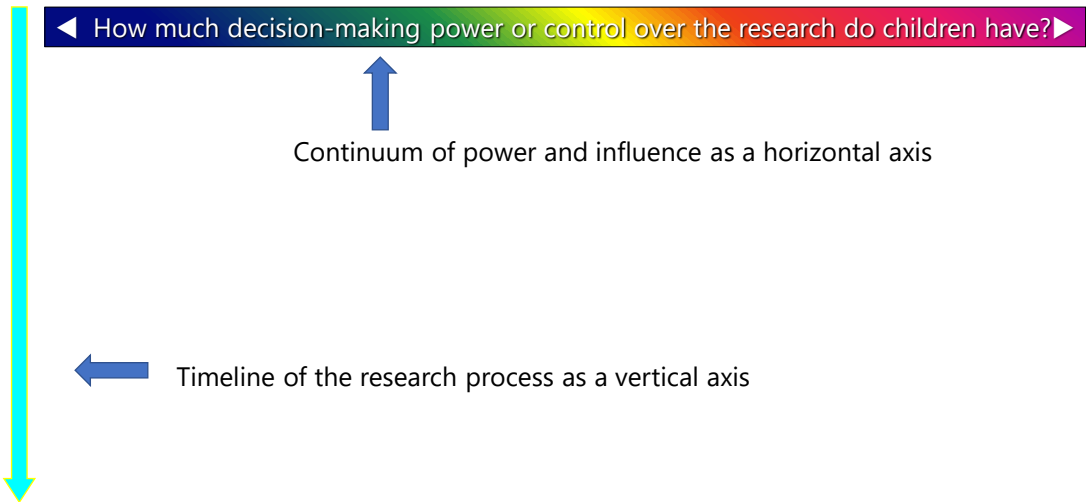 ◀ How much decision-making power or control over the research do children have?▶
Continuum of power and influence as a horizontal axis
Timeline of the research process as a vertical axis